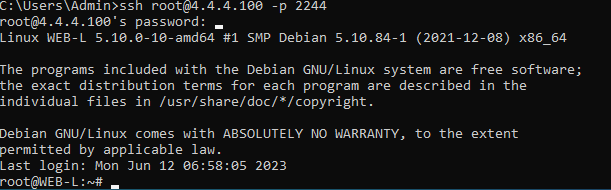 C:\Users\Admin>ssh root@4.4.4.100 -p 2244
root@4.4.4.100's password:
Linux WEB-L 5.10.0-10-amd64 #1 SMP Debian 5.10.84-1 (2021-12-08) x86_64
The programs included with the Debian GNU/Linux system are free software;
the exact distribution terms for each program are described in the
individual files in /usr/share/doc/*/copyright.
Debian GNU/Linux comes with ABSOLUTELY NO WARRANTY, to the extent
permitted by applicable law.
Last login: Mon Jun 12 06:58:05 2023
root@WEB-L:~#